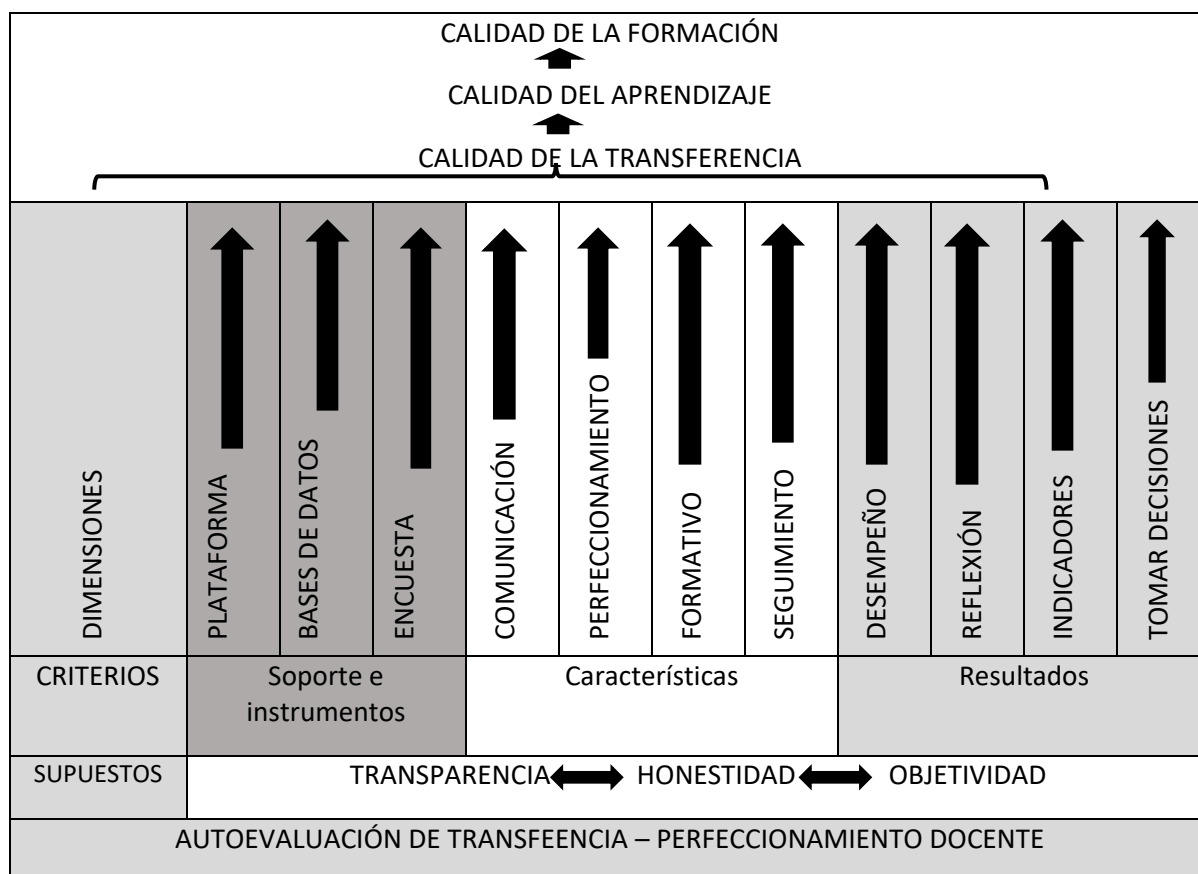 CALIDAD DE LA FORMACIÓN
CALIDAD DEL APRENDIZAJE
CALIDAD DE LA TRANSFERENCIA
DIMENSIONES
PLATAFORMA
BASES DE DATOS
ENCUESTA
COMUNICACIÓN
PERFECCIONAMIENTO
FORMATIVO
SEGUIMIENTO
DESEMPEÑO
REFLEXIÓN
INDICADORES
TOMAR DECISIONES
CRITERIOS
Soporte e
instrumentos
Características
Resultados
SUPUESTOS
TRANSPARENCIA HONESTIDAD OBJETIVIDAD
AUTOEVALUACIÓN DE TRANSFEENCIA – PERFECCIONAMIENTO DOCENTE